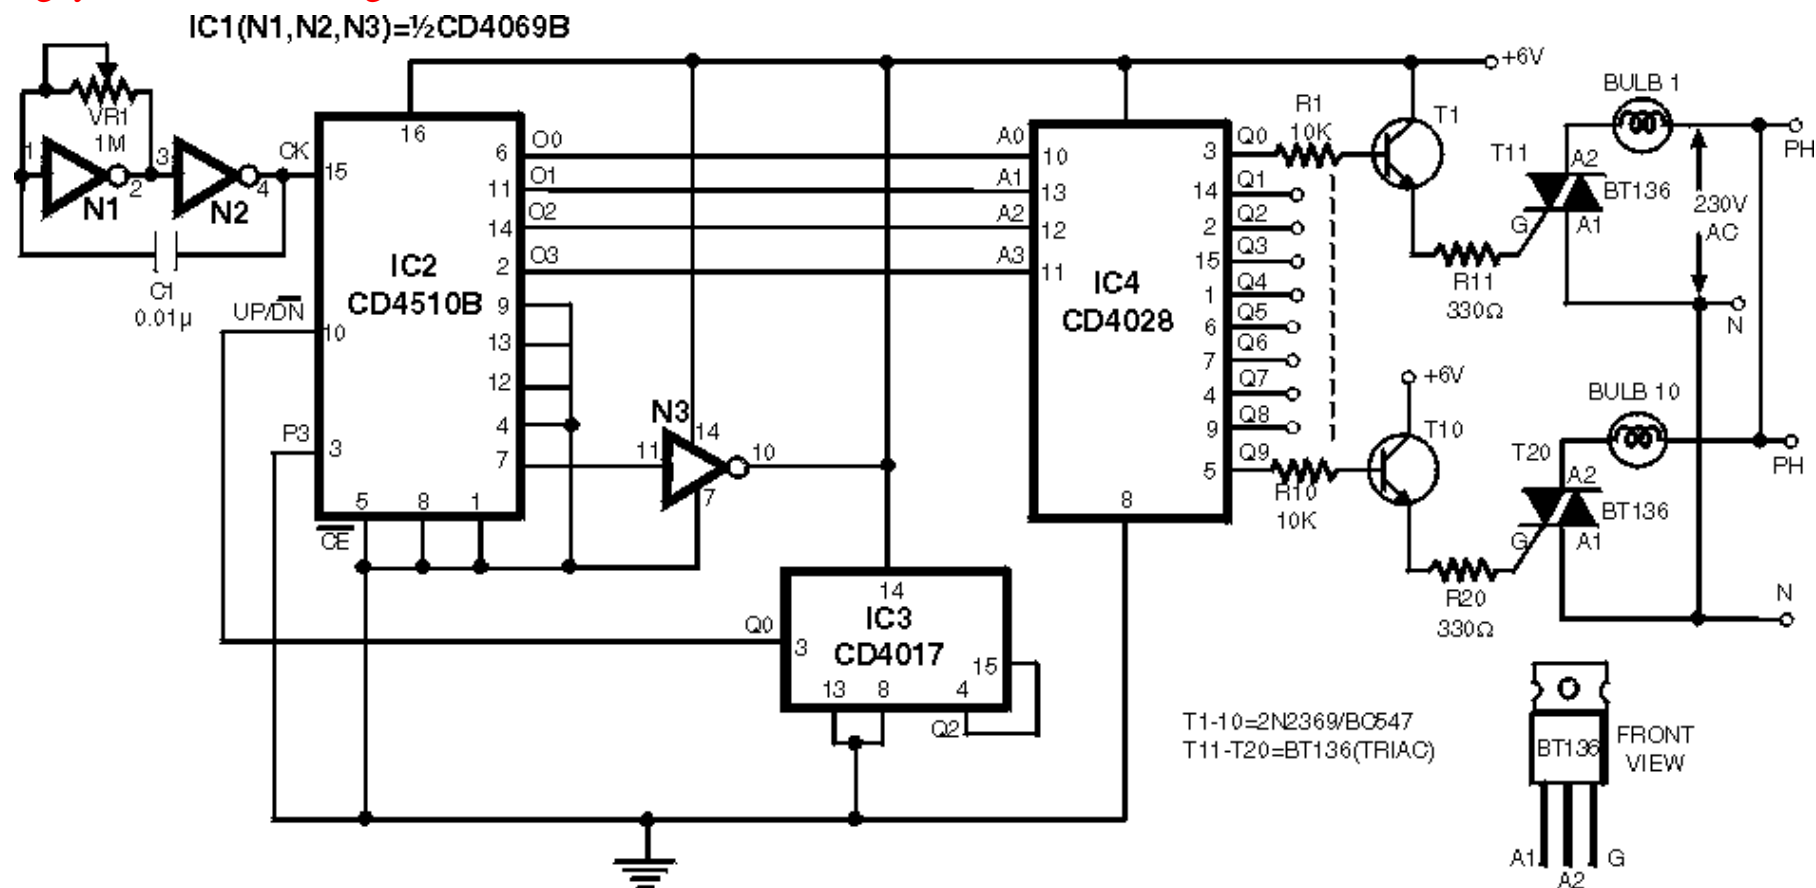 IC1(N1,N2,N3)=½CD4069B
+6V
VR1
1M
1
2
3
4
N1
N2
C1
0.01µ
CK
15
16
IC2
CD4510B
UP/DN
10
P3
3
5
8
1
CE
6
11
14
2
9
13
12
4
7
O0
O1
O2
O3
N3
11
14
10
7
A0
A1
A2
A3
10
13
12
11
IC4
CD4028
8
3
14
2
15
1
6
7
4
9
5
Q0
Q1
Q2
Q3
Q4
Q5
Q6
Q7
Q8
Q9
R1
10K
R10
10K
T1
T10
+6V
R11
330Ω
R20
330Ω
BULB 1
T11
A2
BT136
G
A1
230V
AC
PH
N
BULB 10
T20
A2
BT136
G
A1
PH
N
Q0
3
14
IC3
CD4017
15
13
8
4
Q2
T1-10=2N2369/BC547
T11-T20=BT136(TRIAC)
BT136
FRONT
VIEW
A1
A2
G